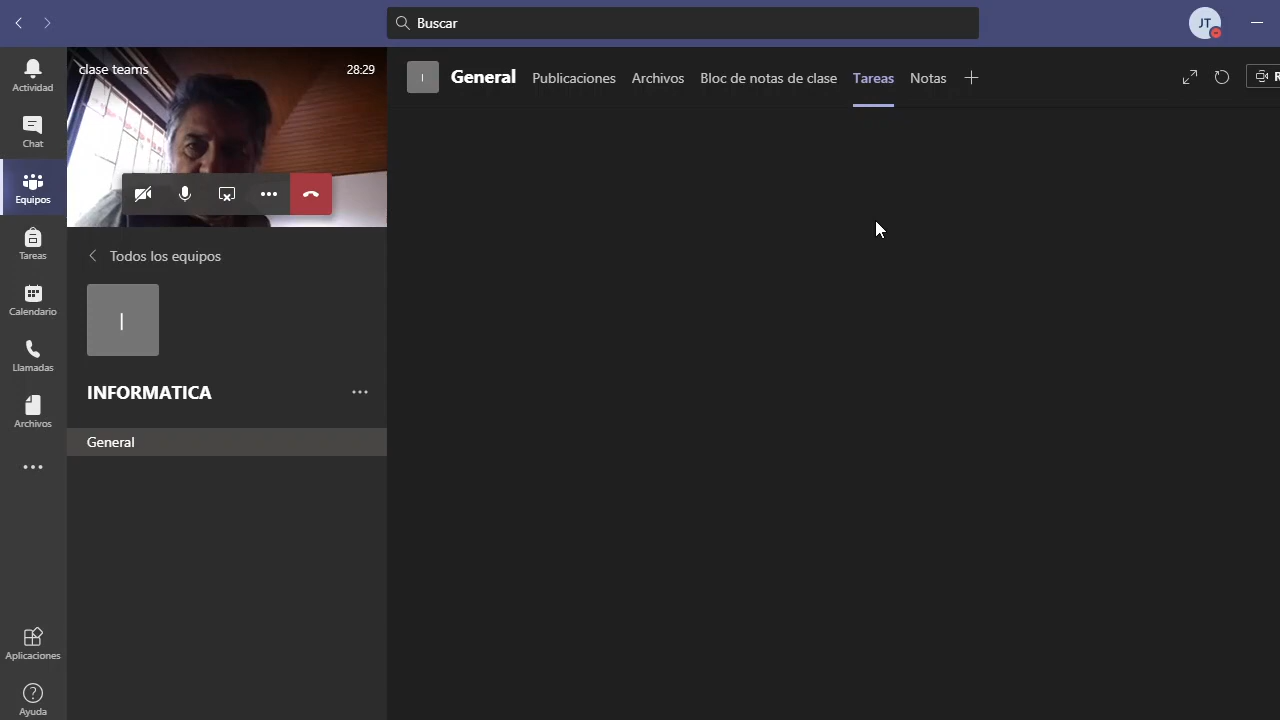 Buscar
JT
Actividad
Chat
Equipos
Tareas
Calendario
Llamadas
Archivos
Aplicaciones
Ayuda
clase teams 28:29
Todos los equipos
I
INFORMATICA
General
I
General Publicaciones Archivos Bloc de notas de clase Tareas Notas
R